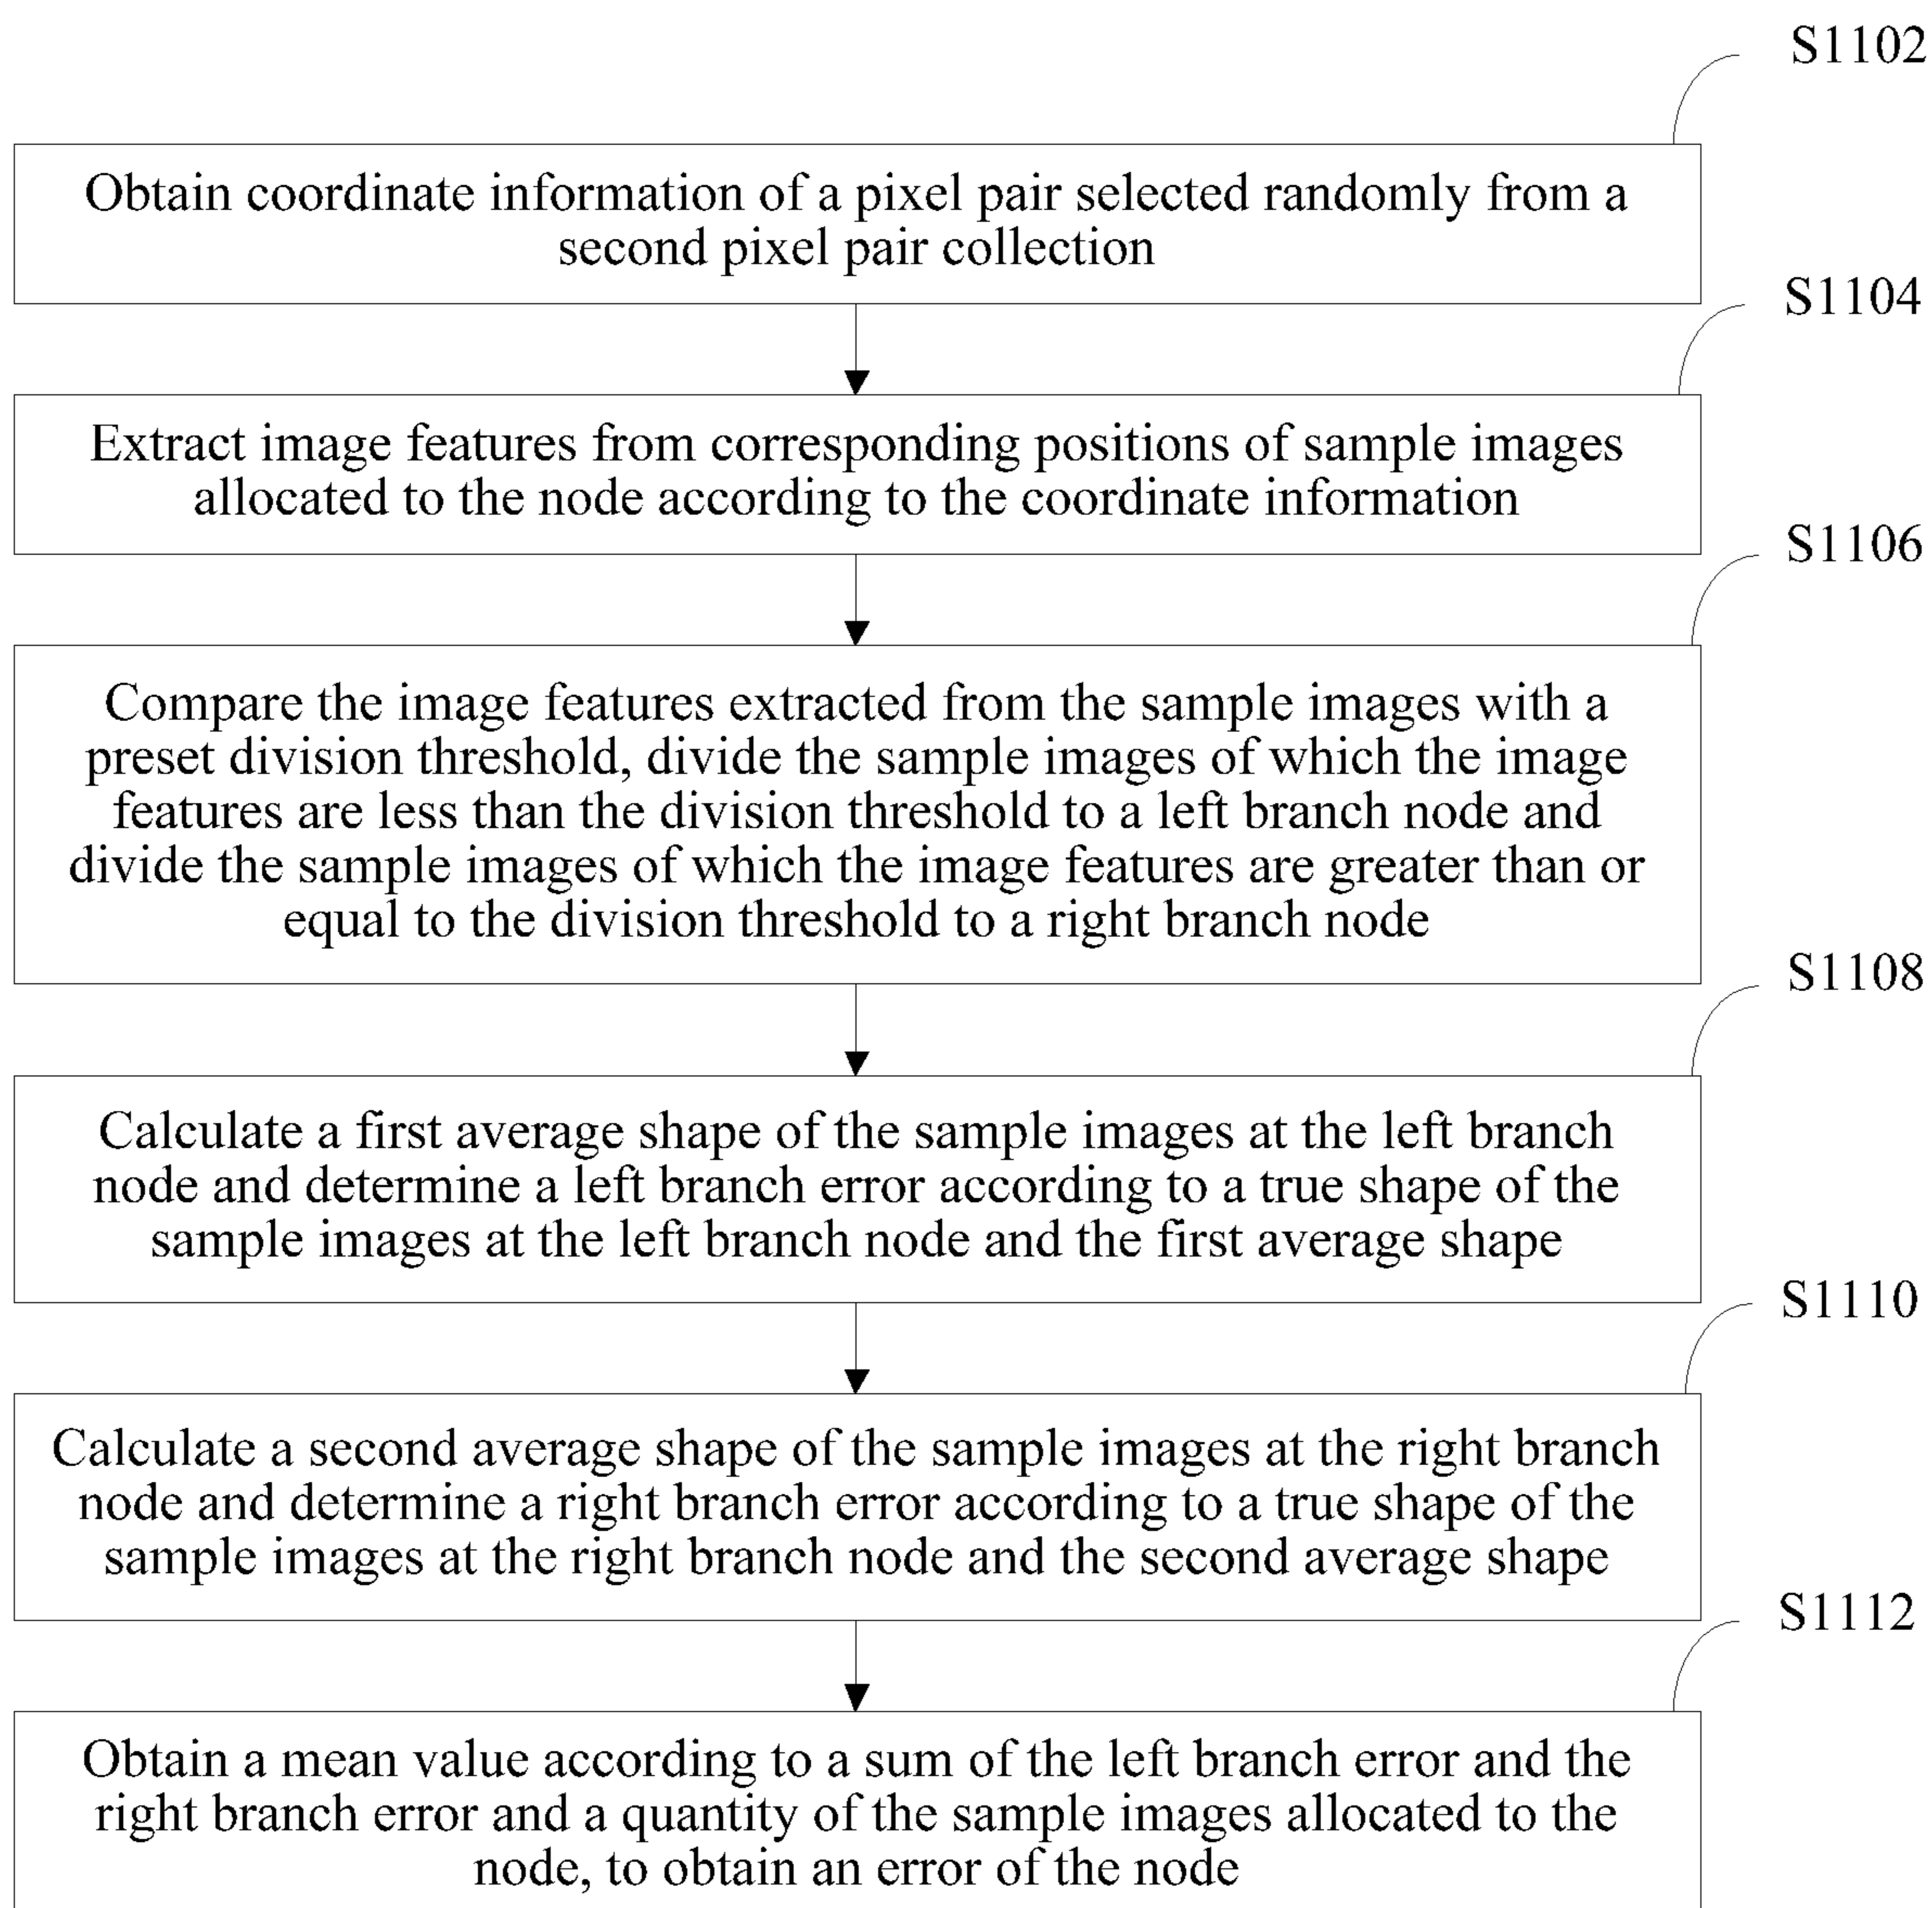 S1102
Obtain coordinate information of a pixel pair selected randomly from a
second pixel pair collection
S1104
Extract image features from corresponding positions of sample images
allocated to the node according to the coordinate information
S1106
Compare the image features extracted from the sample images with a
preset division threshold, divide the sample images of which the image
features are less than the division threshold to a left branch node and
divide the sample images of which the image features are greater than or
equal to the division threshold to a right branch node
S1108
Calculate a first average shape of the sample images at the left branch
node and determine a left branch error according to a true shape of the
sample images at the left branch node and the first average shape
S1110
Calculate a second average shape of the sample images at the right branch
node and determine a right branch error according to a true shape of the
sample images at the right branch node and the second average shape
S1112
Obtain a mean value according to a sum of the left branch error and the
right branch error and a quantity of the sample images allocated to the
node, to obtain an error of the node